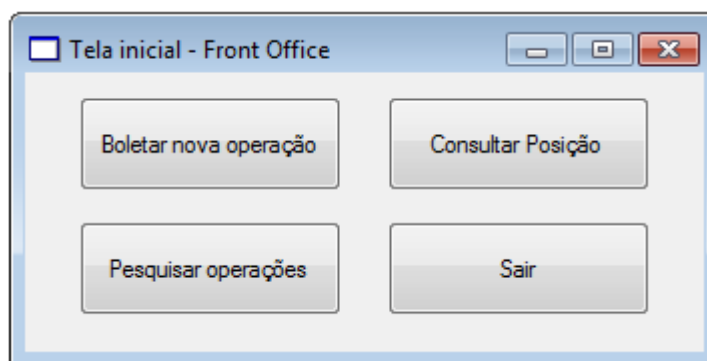 Tela inicial - Front Office
Boletar nova operação
Consultar Posição
Pesquisar operações
Sair